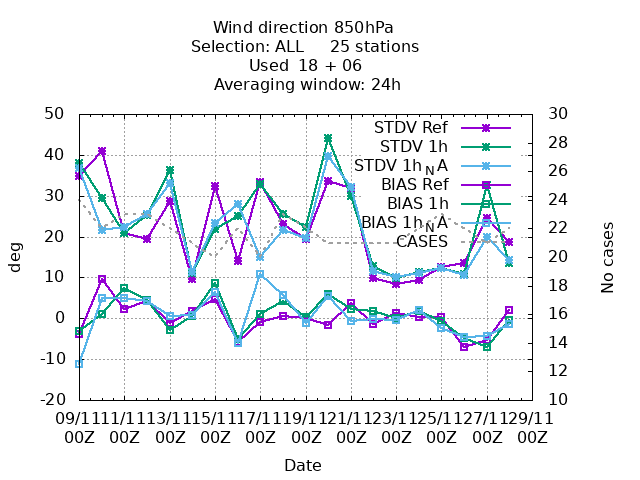 Wind direction 850hPa
Selection: ALL 25 stations
Used 18 + 06
Averaging window: 24h
50
40
30
20
10
0
-10
-20
deg
30
28
26
24
22
20
18
16
14
12
10
No cases
STDV Ref
STDV 1h
STDV 1hNA
BIAS Ref
BIAS 1h
BIAS 1hNA
CASES
09/11 11/11 13/11 15/11 17/11 19/11 21/11 23/11 25/11 27/11 29/11
00Z 00Z 00Z 00Z 00Z 00Z 00Z 00Z 00Z 00Z 00Z
Date